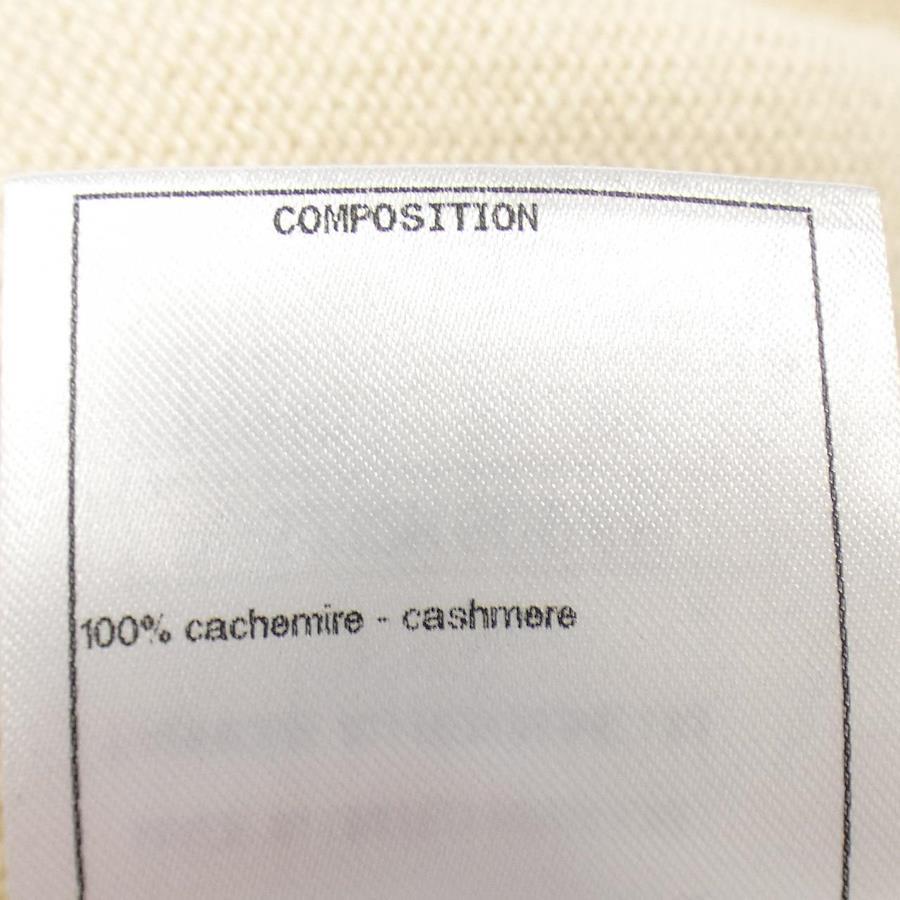 COMPOSITION
100% cachemire - cashmere